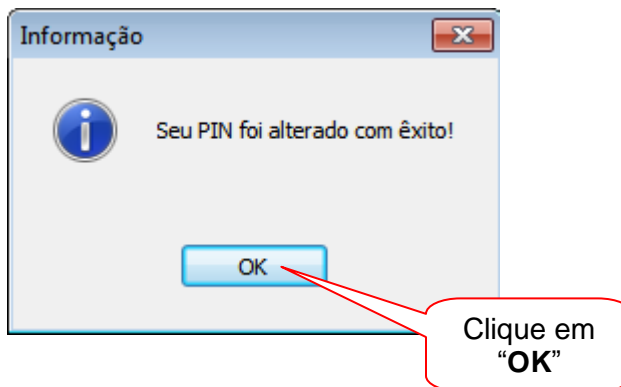 Informação
Seu PIN foi alterado com êxito!
OK
Clique em
“OK”